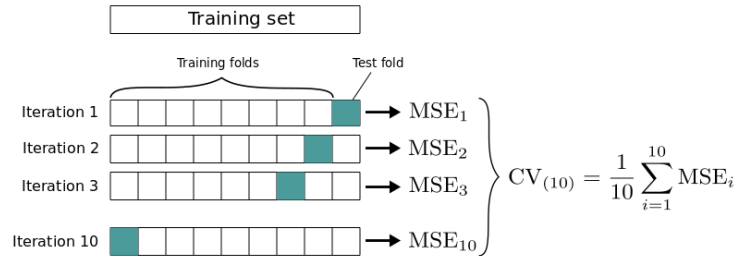 Training set
Training folds
Test fold
Iteration 1
MSE₁
Iteration 2
MSE₂
Iteration 3
MSE₃
Iteration 10
MSE₁₀
CV₍₁₀₎ = 1/10 ∑_{i=1}^{10} MSEᵢ